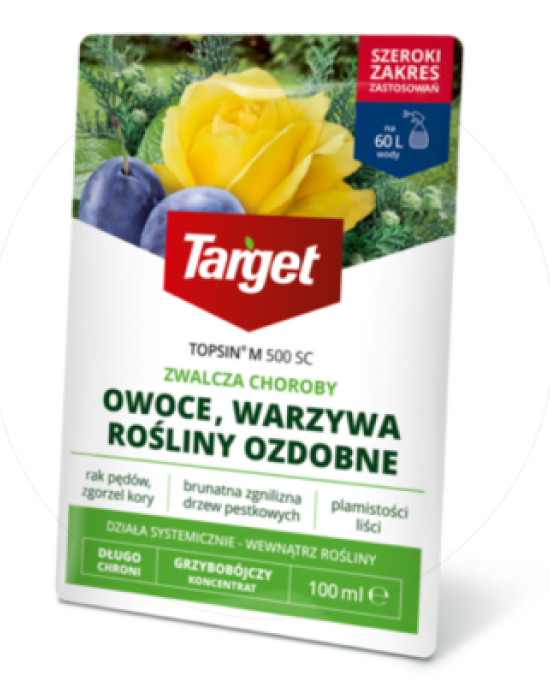 SZEROKI
ZAKRES
ZASTOSOWAŃ
na
60 L
wody
Target
TOPSIN® M 500 SC
ZWALCZA CHOROBY
OWOCE, WARZYWA
ROŚLINY OZDOBNE
rak pędów,
zgorzel kory
brunatna zgnilizna
drzew pestkowych
plamistości
liści
DZIAŁA SYSTEMICZNIE - WEWNĄTRZ ROŚLINY
DŁUGO
CHRONI
GRZYBOBÓJCZY
KONCENTRAT
100 ml ℮